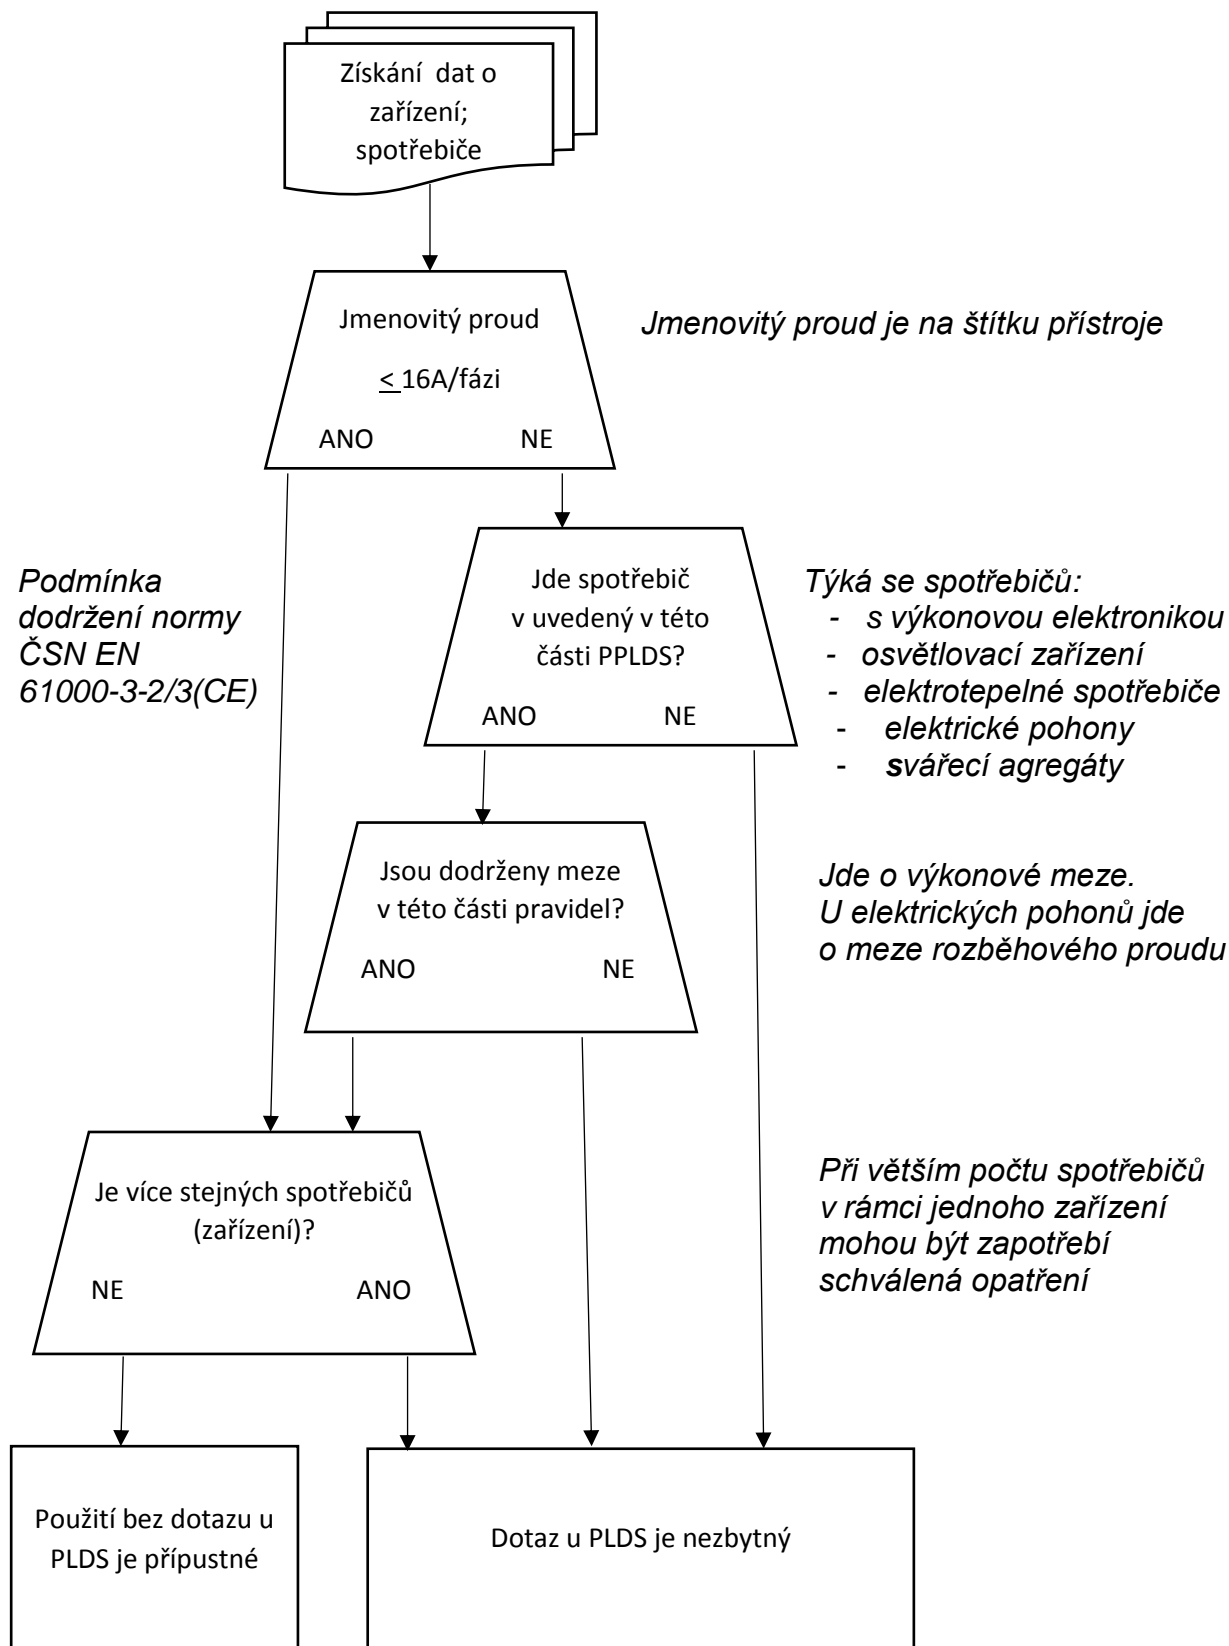 Získání dat o
zařízení;
spotřebiče
Jmenovitý proud
< 16A/fázi
ANO NE
Jmenovitý proud je na štítku přístroje
Podmínka
dodržení normy
ČSN EN
61000-3-2/3(CE)
Jde spotřebič
v uvedený v této
části PPLDS?
ANO NE
Týká se spotřebičů:
- s výkonovou elektronikou
- osvětlovací zařízení
- elektrotepelné spotřebiče
- elektrické pohony
- svářecí agregáty
Jsou dodrženy meze
v této části pravidel?
ANO NE
Jde o výkonové meze.
U elektrických pohonů jde
o meze rozběhového proudu
Je více stejných spotřebičů
(zařízení)?
NE ANO
Při větším počtu spotřebičů
v rámci jednoho zařízení
mohou být zapotřebí
schválená opatření
Použití bez dotazu u
PLDS je přípustné
Dotaz u PLDS je nezbytný